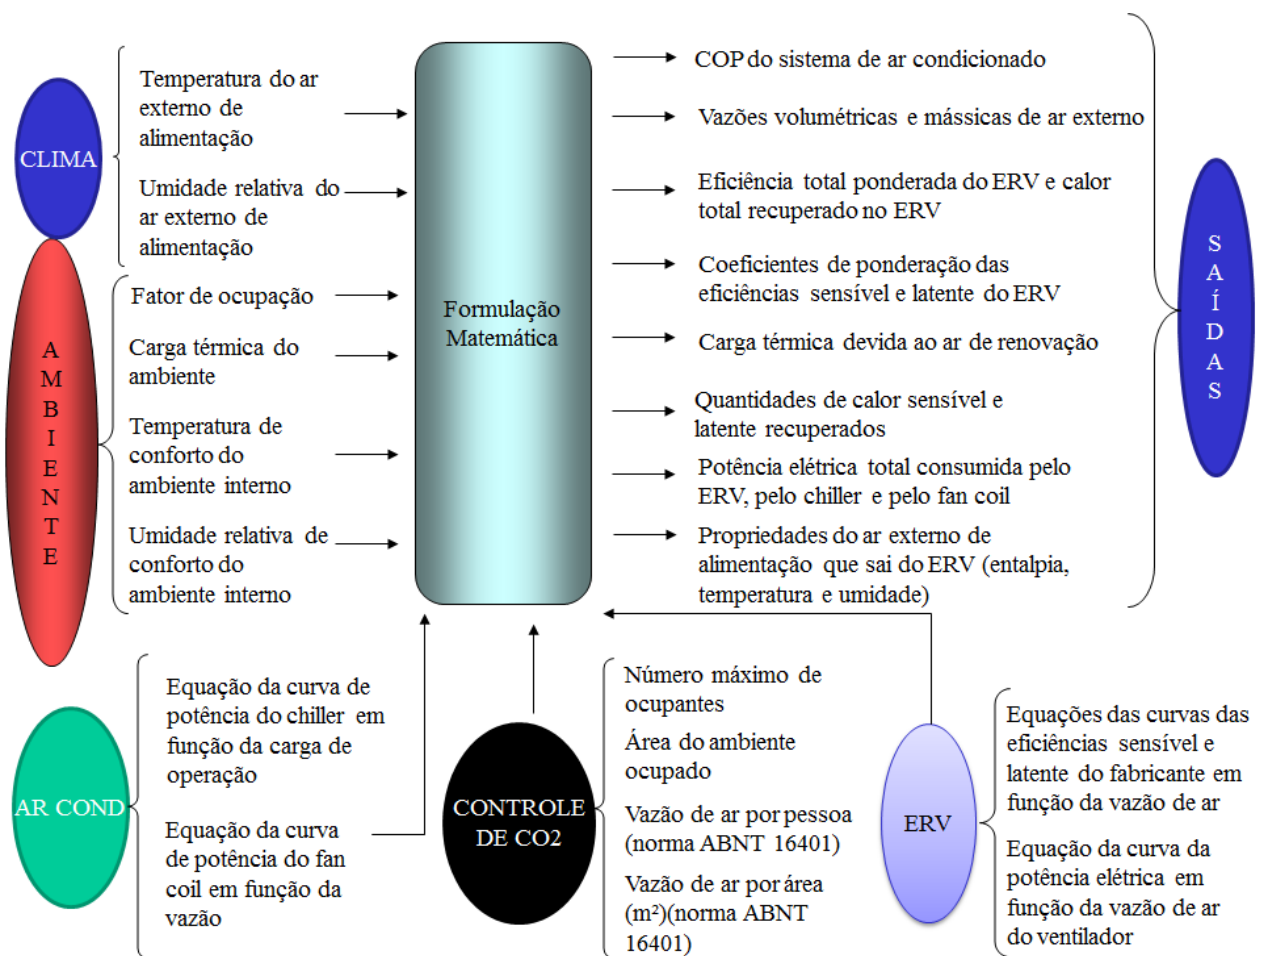 CLIMA
Temperatura do ar
externo de
alimentação
Umidade relativa do
ar externo de
alimentação
A
M
B
I
E
N
T
E
Fator de ocupação
Carga térmica do
ambiente
Temperatura de
conforto do
ambiente interno
Umidade relativa de
conforto do
ambiente interno
Formulação
Matemática
COP do sistema de ar condicionado
Vazões volumétricas e mássicas de ar externo
Eficiência total ponderada do ERV e calor
total recuperado no ERV
Coeficientes de ponderação das
eficiências sensível e latente do ERV
Carga térmica devida ao ar de renovação
Quantidades de calor sensível e
latente recuperados
Potência elétrica total consumida pelo
ERV, pelo chiller e pelo fan coil
Propriedades do ar externo de
alimentação que sai do ERV (entalpia,
temperatura e umidade)
S
A
Í
D
A
S
AR COND
Equação da curva de
potência do chiller em
função da carga de
operação
Equação da curva
de potência do fan
coil em função da
vazão
CONTROLE
DE CO2
Número máximo de
ocupantes
Área do ambiente
ocupado
Vazão de ar por pessoa
(norma ABNT 16401)
Vazão de ar por área
(m²)(norma ABNT
16401)
ERV
Equações das curvas das
eficiências sensível e
latente do fabricante em
função da vazão de ar
Equação da curva da
potência elétrica em
função da vazão de ar
do ventilador